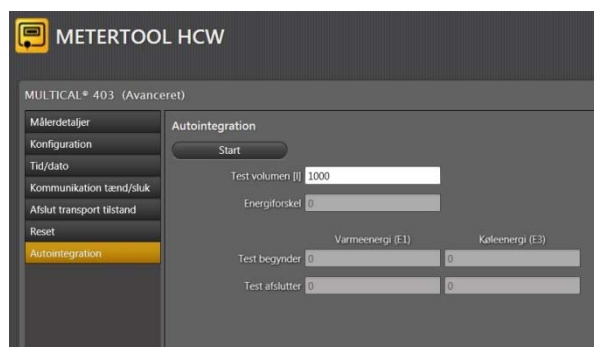 METERTOOL HCW
MULTICAL® 403 (Avanceret)
Målerdetaljer
Konfiguration
Tid/dato
Kommunikation tænd/sluk
Afslut transport tilstand
Reset
Autointegration
Autointegration
Start
Test volumen [l] 1000
Energiforskel 0
Varmeenergi (E1) Køleenergi (E3)
Test begynder 0 0
Test afslutter 0 0